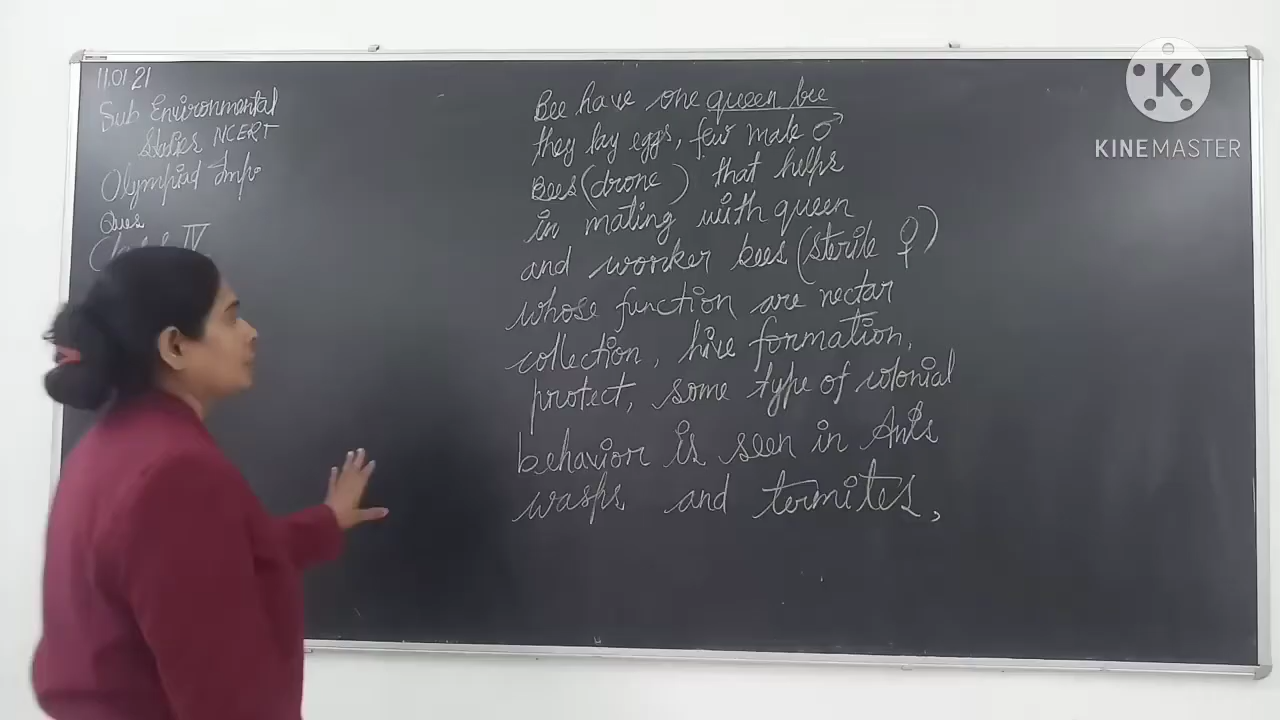 11.01.21
Sub Environmental
Studies NCERT
Olympiad Imp.
Ques
IV
Bee have one queen bee
they lay eggs, few male ♂
Bees (drone) that helps
in mating with queen
and worker bees (sterile ♀)
whose function are nectar
collection, hive formation,
protect, some type of colonial
behavior is seen in Ants
wasps and termites,
K
KINEMASTER